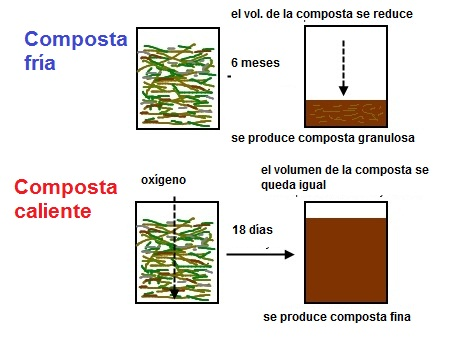 Composta
fría
el vol. de la composta se reduce
6 meses
se produce composta granulosa
Composta
caliente
oxígeno
el volumen de la composta se
queda igual
18 días
se produce composta fina